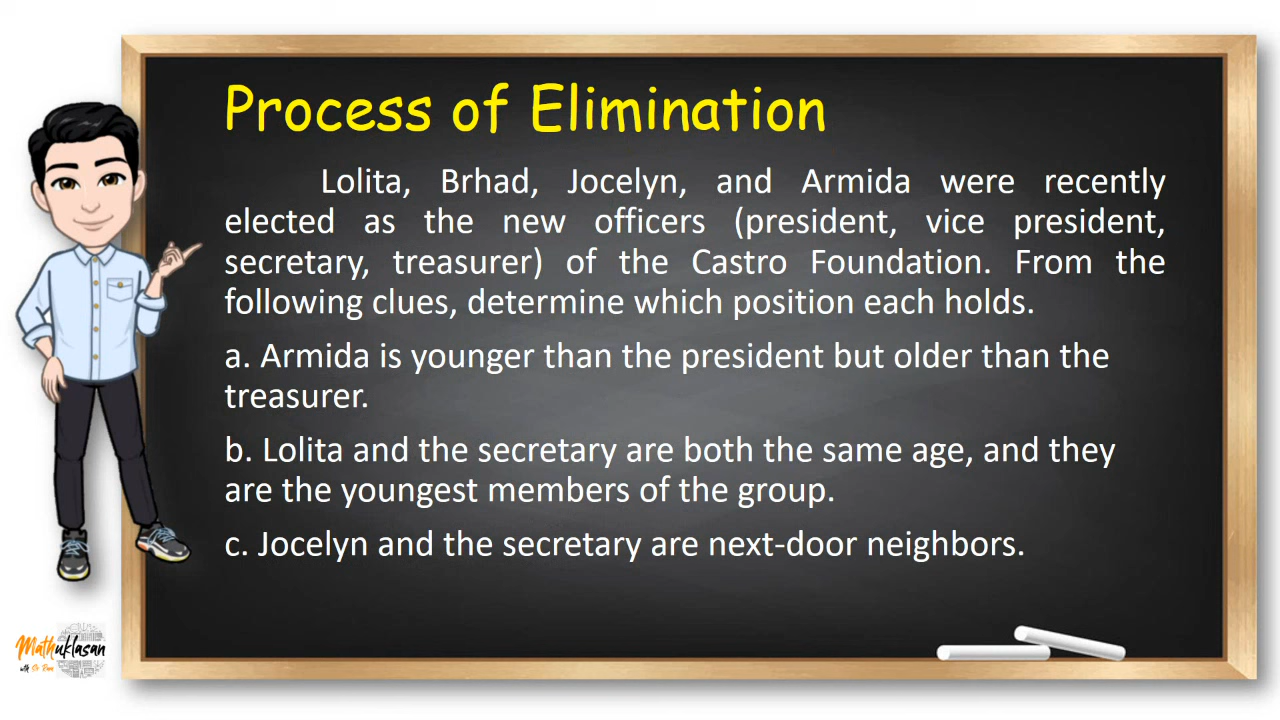 Process of Elimination
Lolita, Brhad, Jocelyn, and Armida were recently
elected as the new officers (president, vice president,
secretary, treasurer) of the Castro Foundation. From the
following clues, determine which position each holds.
a. Armida is younger than the president but older than the
treasurer.
b. Lolita and the secretary are both the same age, and they
are the youngest members of the group.
c. Jocelyn and the secretary are next-door neighbors.
Mathuklasan
with Sir Ram